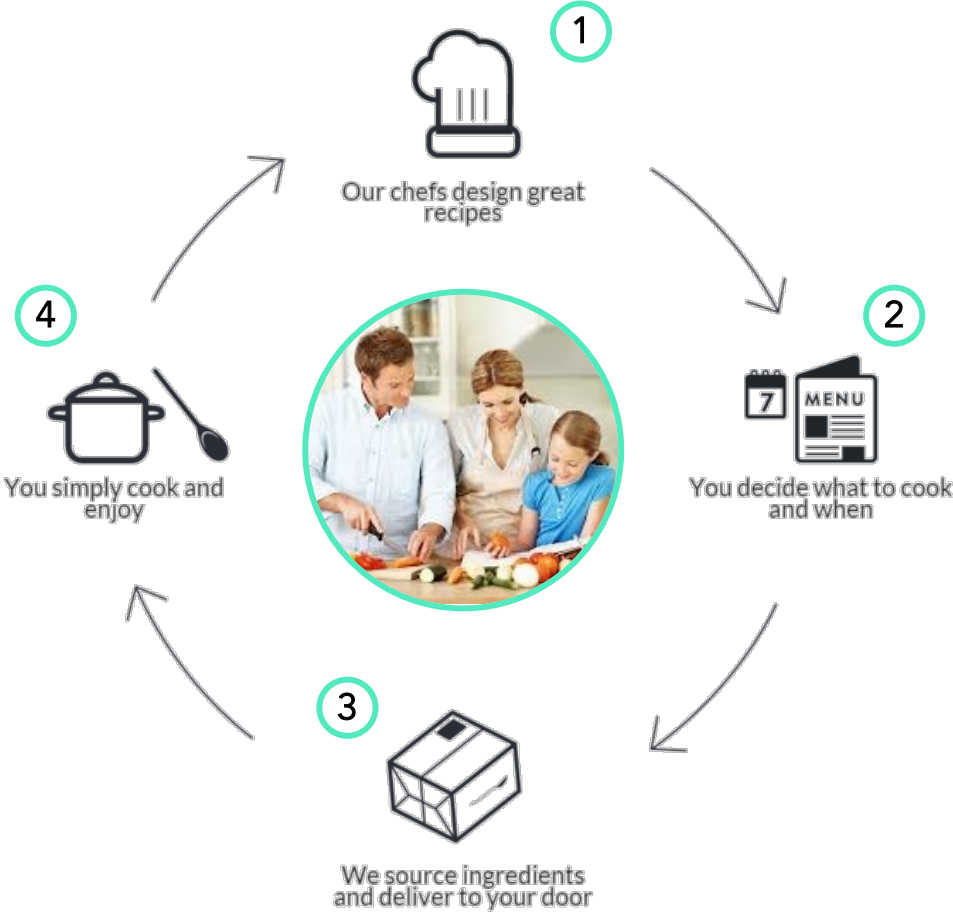 1
Our chefs design great
recipes
2
7
MENU
You decide what to cook
and when
3
We source ingredients
and deliver to your door
4
You simply cook and
enjoy